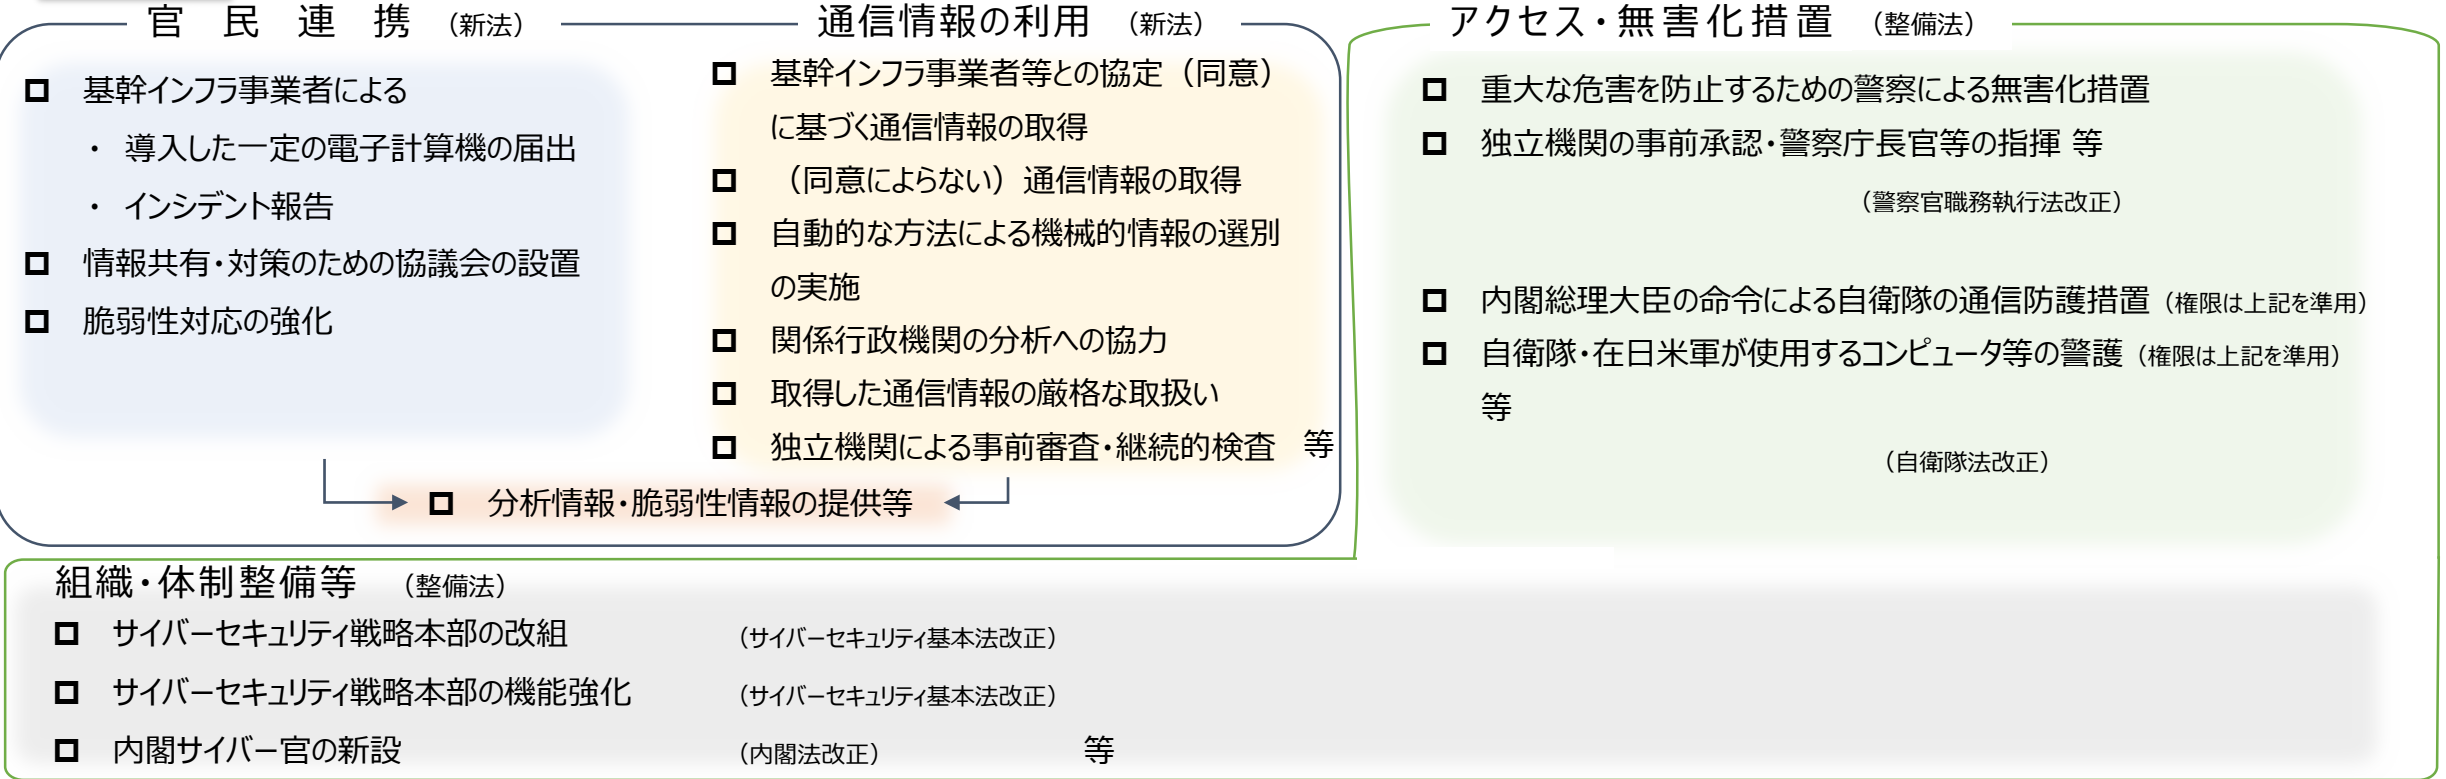 官民連携（新法）
□ 基幹インフラ事業者による
・ 導入した一定の電子計算機の届出
・ インシデント報告
□ 情報共有・対策のための協議会の設置
□ 脆弱性対応の強化
通信情報の利用（新法）
□ 基幹インフラ事業者等との協定（同意）
に基づく通信情報の取得
□ （同意によらない）通信情報の取得
□ 自動的な方法による機械的情報の選別
の実施
□ 関係行政機関の分析への協力
□ 取得した通信情報の厳格な取扱い
□ 独立機関による事前審査・継続的検査 等
□ 分析情報・脆弱性情報の提供等
アクセス・無害化措置（整備法）
□ 重大な危害を防止するための警察による無害化措置
□ 独立機関の事前承認・警察庁長官等の指揮 等
（警察官職務執行法改正）
□ 内閣総理大臣の命令による自衛隊の通信防護措置（権限は上記を準用）
□ 自衛隊・在日米軍が使用するコンピュータ等の警護（権限は上記を準用）
等
（自衛隊法改正）
組織・体制整備等（整備法）
□ サイバーセキュリティ戦略本部の改組 （サイバーセキュリティ基本法改正）
□ サイバーセキュリティ戦略本部の機能強化 （サイバーセキュリティ基本法改正）
□ 内閣サイバー官の新設 （内閣法改正） 等